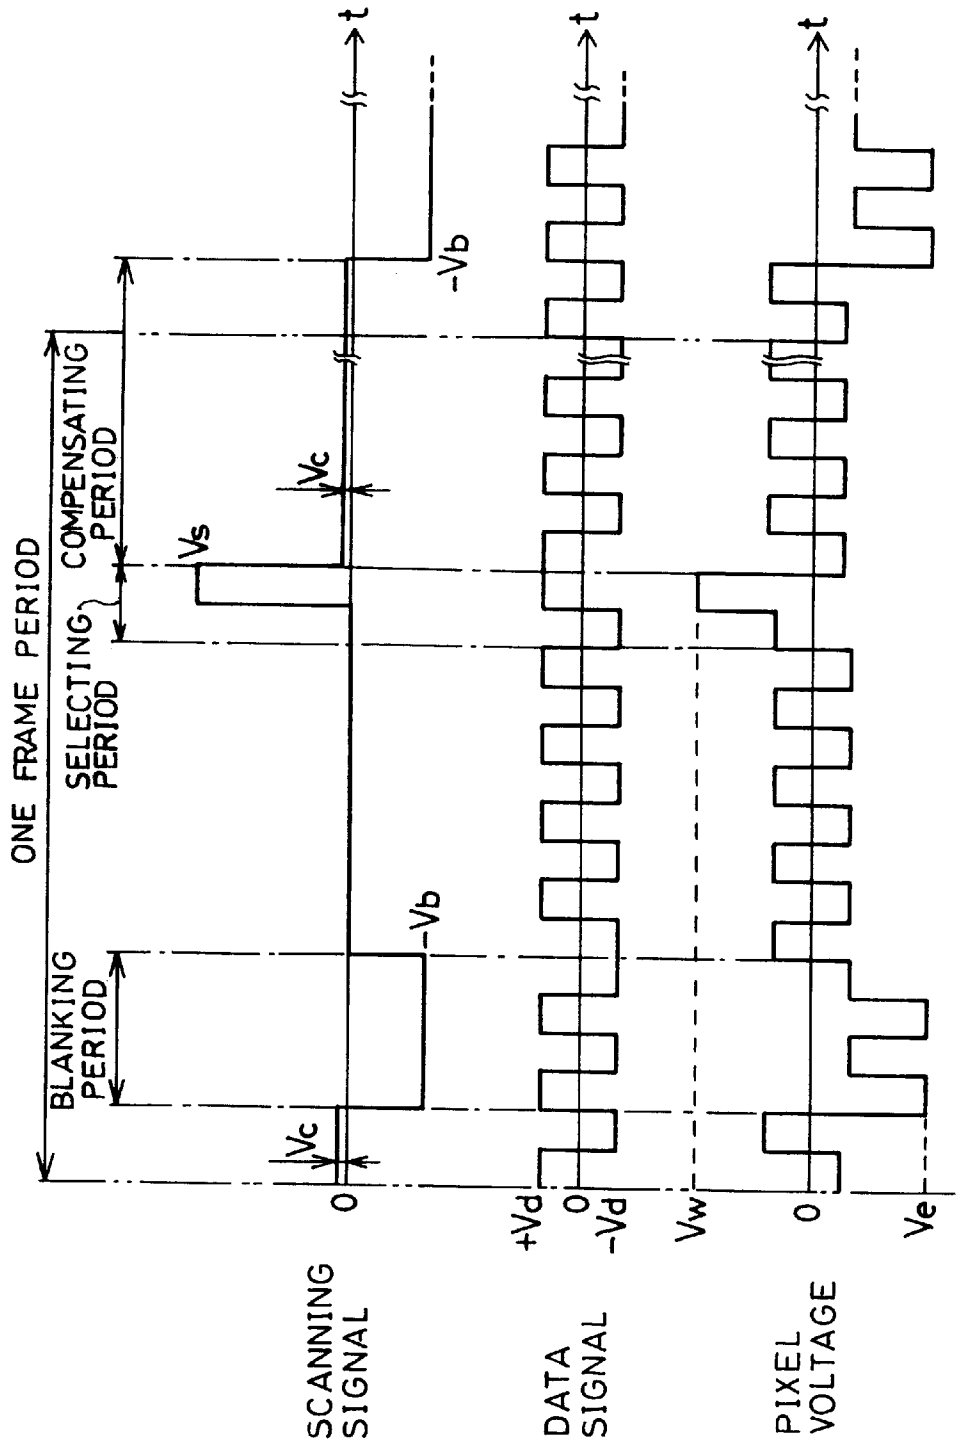 ONE FRAME PERIOD
BLANKING
PERIOD
SELECTING
PERIOD
COMPENSATING
PERIOD
SCANNING
SIGNAL
0
Vc
-Vb
Vs
Vc
-Vb
t
DATA
SIGNAL
+Vd
0
-Vd
t
PIXEL
VOLTAGE
Vw
0
Ve
t